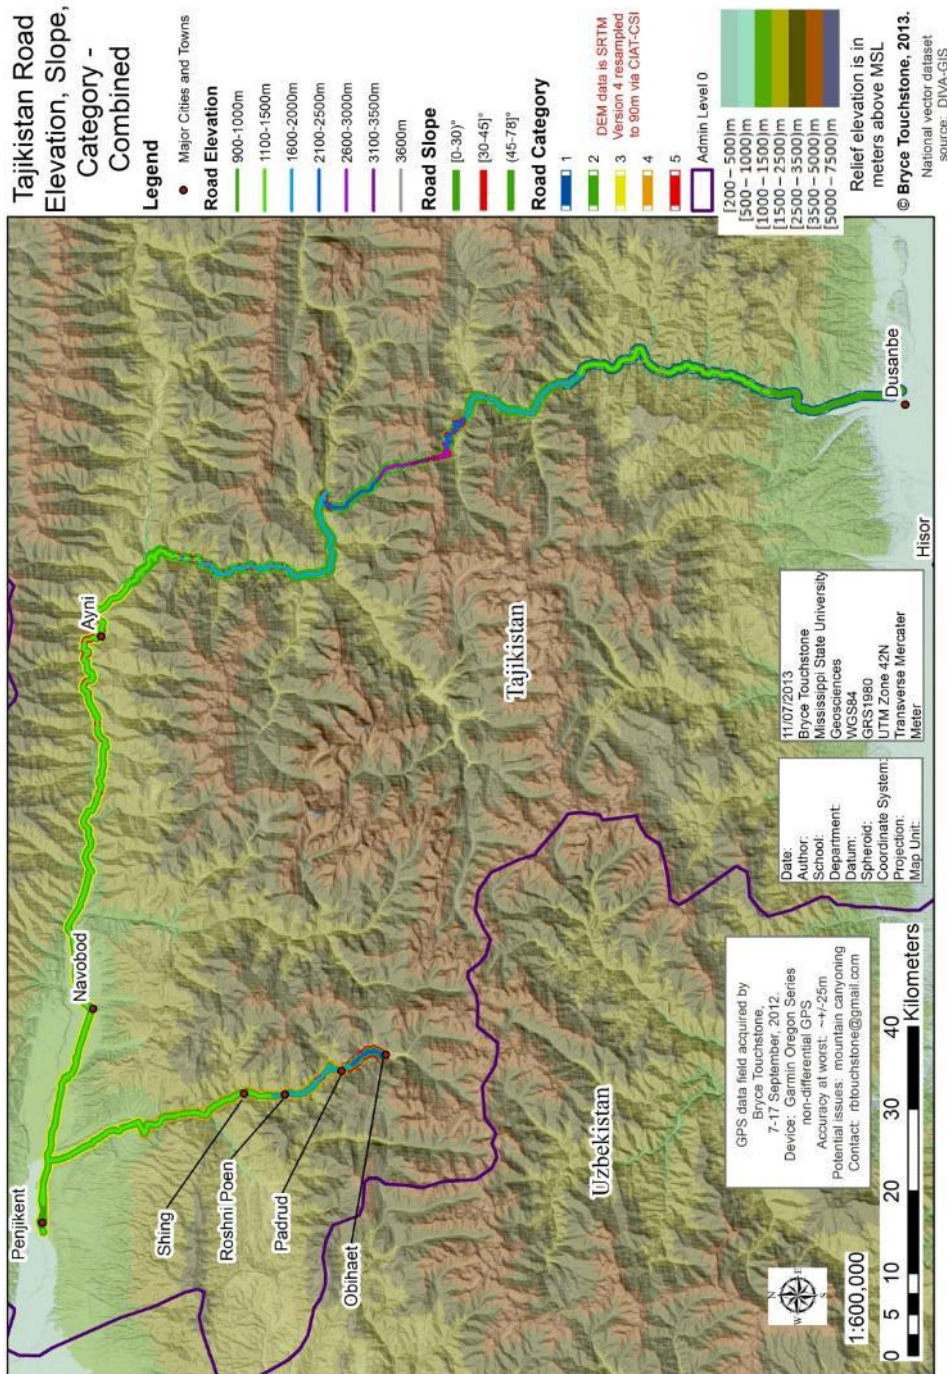 Tajikistan Road
Elevation, Slope,
Category -
Combined
Legend
Major Cities and Towns
Road Elevation
900-1000m
1100-1500m
1600-2000m
2100-2500m
2600-3000m
3100-3500m
3600m
Road Slope
[0-30)°
[30-45]°
(45-78]°
Road Category
1
2
3
4
5
DEM data is SRTM
Version 4 resampled
to 90m via CIAT-CSI
Admin Level 0
[200 - 500)m
[500 - 1000)m
[1000 - 1500)m
[1500 - 2500)m
[2500 - 3500)m
[3500 - 5000)m
[5000 - 7500)m
Relief elevation is in
meters above MSL
© Bryce Touchstone, 2013.
National vector dataset
source: DIVA-GIS
Penjikent
Navobod
Ayni
Shing
Roshni Poen
Padrud
Obihaet
Tajikistan
Uzbekistan
Dusanbe
Hisor
GPS data field acquired by
Bryce Touchstone,
7-17 September, 2012.
Device: Garmin Oregon Series
non-differential GPS
Accuracy at worst: ~+/-25m
Potential issues: mountain canyoning
Contact: rbtouchstone@gmail.com
Date: 11/07/2013
Author: Bryce Touchstone
School: Mississippi State University
Department: Geosciences
Datum: WGS84
Spheroid: GRS1980
Coordinate System: UTM Zone 42N
Projection: Transverse Mercater
Map Unit: Meter
N
W E
S
1:600,000
0 5 10 20 30 40
Kilometers